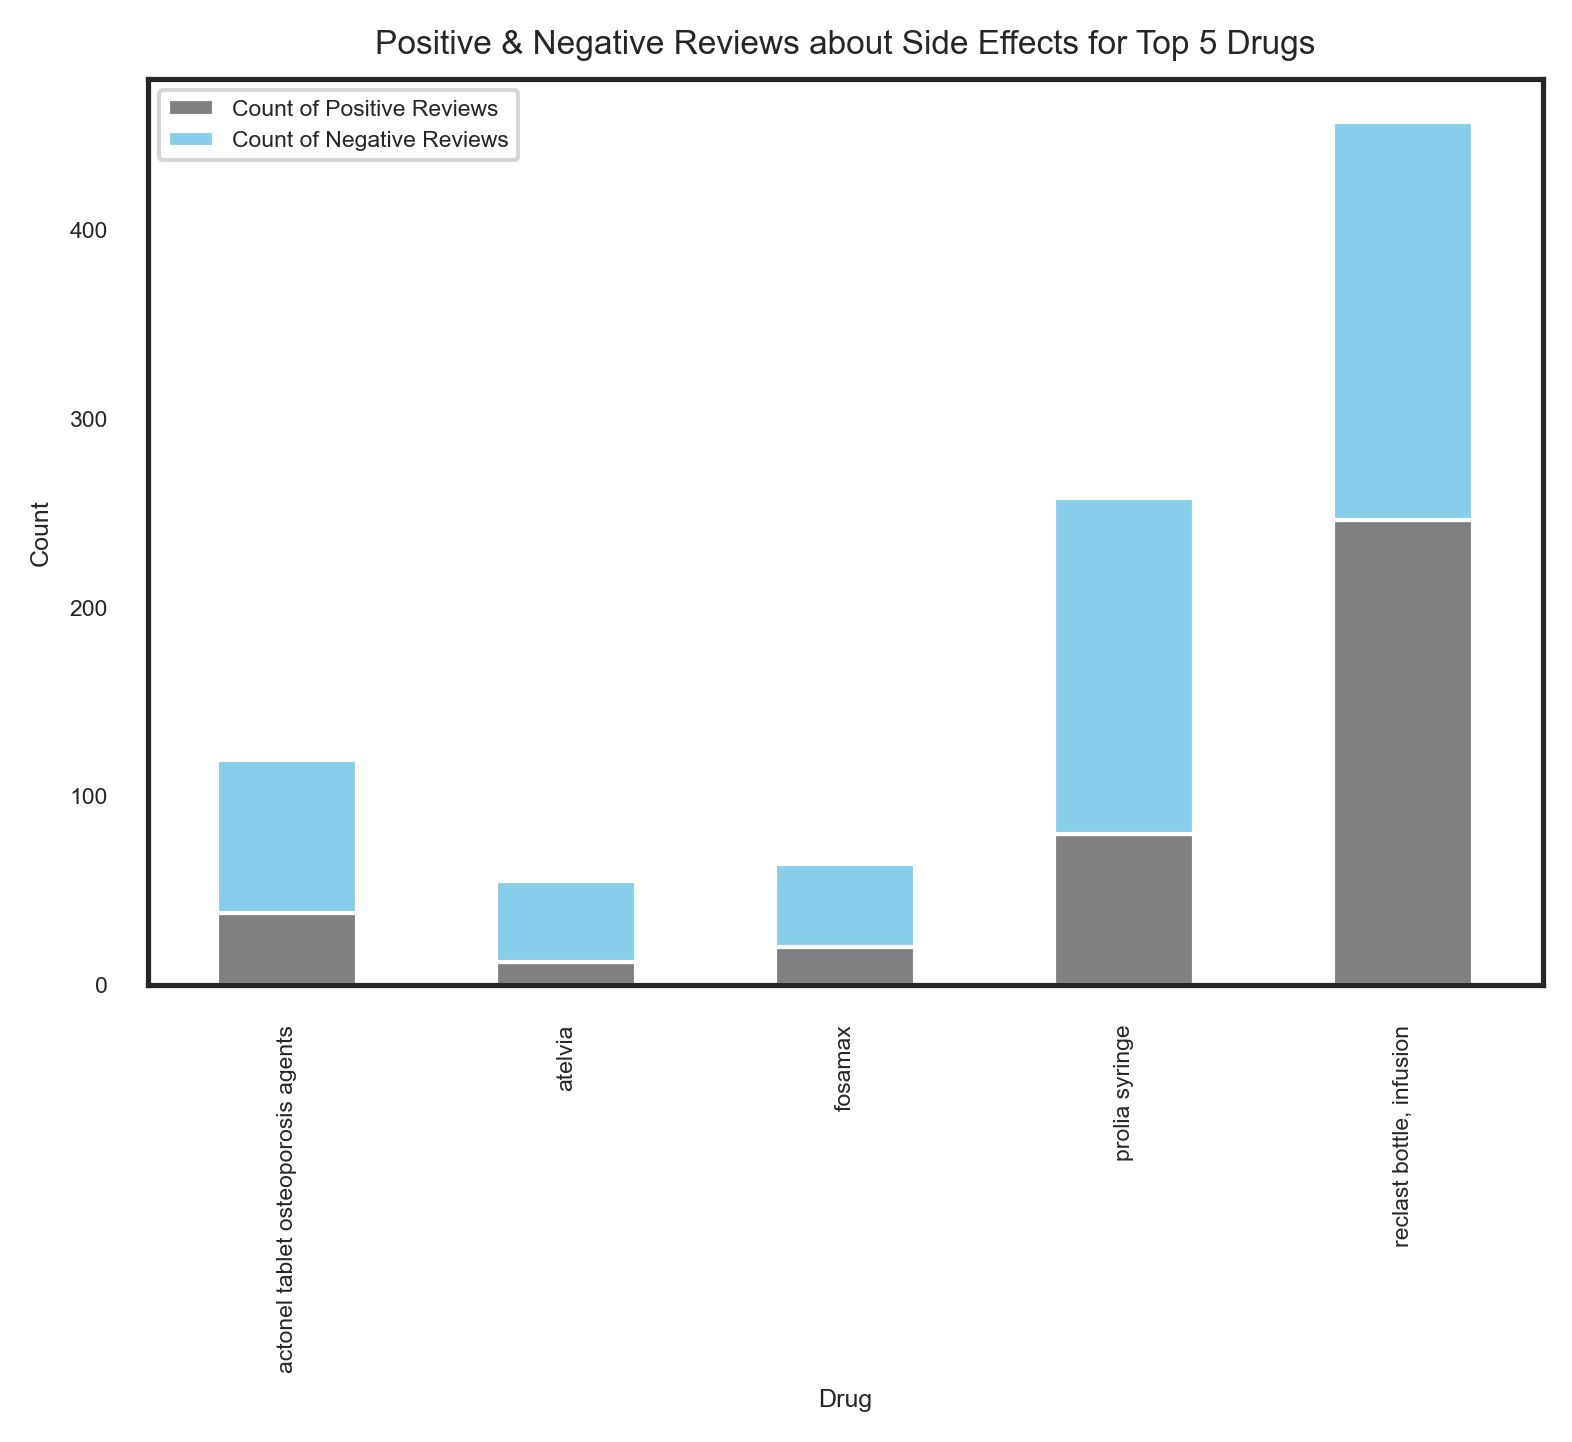 Positive & Negative Reviews about Side Effects for Top 5 Drugs
Count of Positive Reviews
Count of Negative Reviews
Count
400
300
200
100
0
actonel tablet osteoporosis agents
atelvia
fosamax
prolia syringe
reclast bottle, infusion
Drug